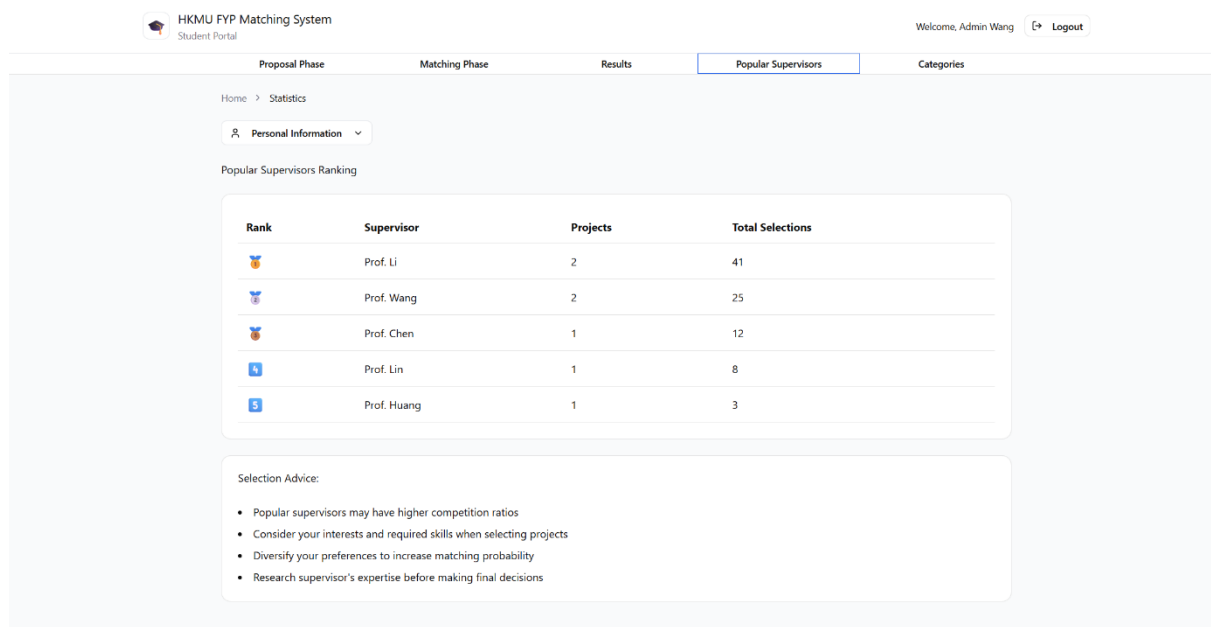 HKMU FYP Matching System
Student Portal
Welcome, Admin Wang
Logout
Proposal Phase Matching Phase Results Popular Supervisors Categories
Home > Statistics
Personal Information
Popular Supervisors Ranking
Rank Supervisor Projects Total Selections
1 Prof. Li 2 41
2 Prof. Wang 2 25
3 Prof. Chen 1 12
4 Prof. Lin 1 8
5 Prof. Huang 1 3
Selection Advice:
• Popular supervisors may have higher competition ratios
• Consider your interests and required skills when selecting projects
• Diversify your preferences to increase matching probability
• Research supervisor's expertise before making final decisions